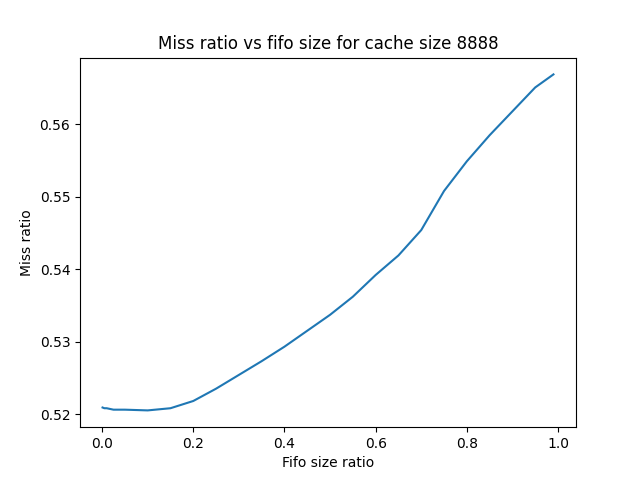 Miss ratio vs fifo size for cache size 8888
Miss ratio
0.56
0.55
0.54
0.53
0.52
0.0 0.2 0.4 0.6 0.8 1.0
Fifo size ratio